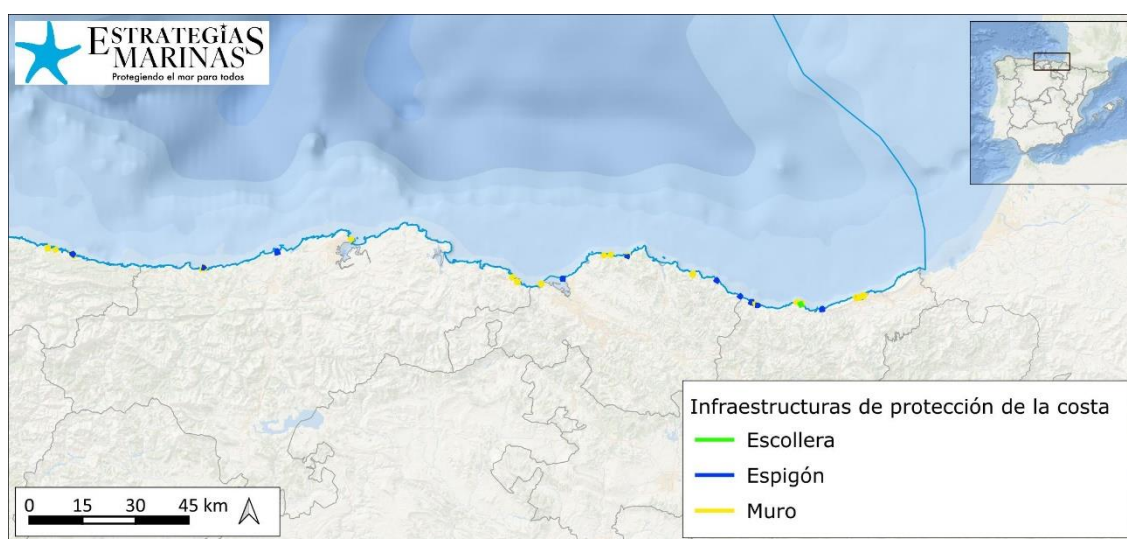 ESTRATEGIAS
MARINAS
Protegiendo el mar para todos
Infraestructuras de protección de la costa
Escollera
Espigón
Muro
0 15 30 45 km